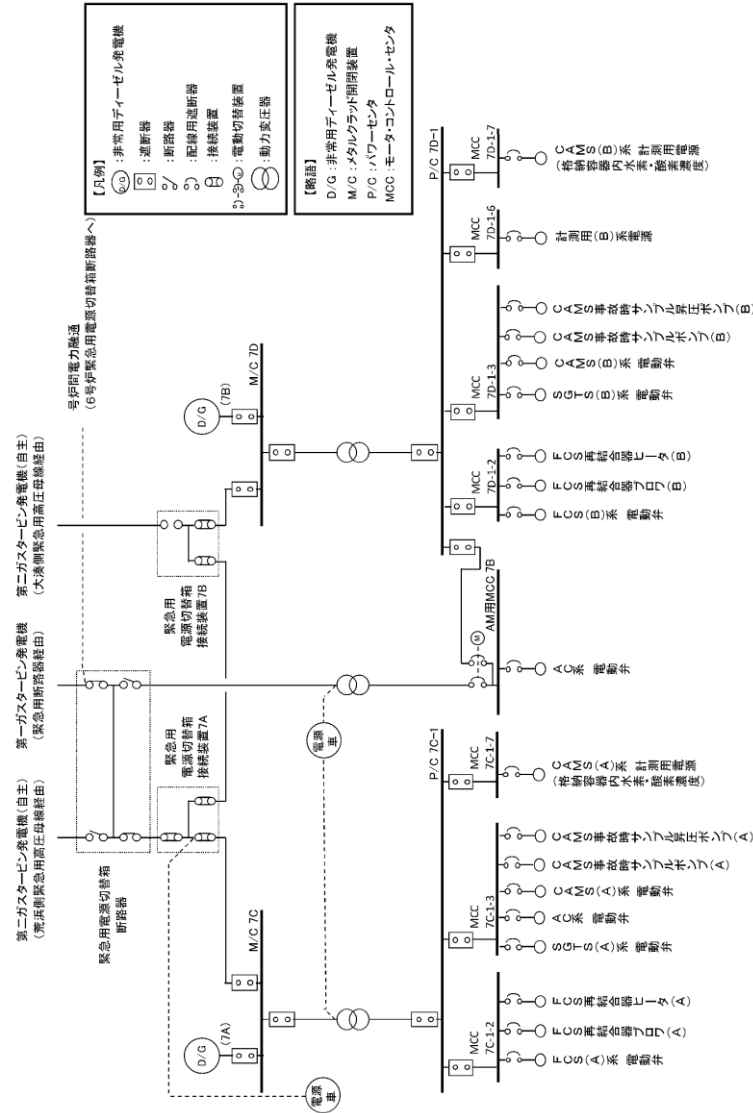 第二ガスタービン発電機(自主)
(荒浜側緊急用高圧母線経由)
第一ガスタービン発電機
(緊急用断路器経由)
第二ガスタービン発電機(自主)
(大湊側緊急用高圧母線経由)
号炉間電力融通
(6号炉緊急用電源切替箱断路器へ)
緊急用電源切替箱
断路器
緊急用
電源切替箱
接続装置7A
緊急用
電源切替箱
接続装置7B
【凡例】
D/G
:非常用ディーゼル発電機
:遮断器
:断路器
:配線用遮断器
:接続装置
:電動切替装置
:動力変圧器
【略語】
D/G:非常用ディーゼル発電機
M/C:メタルクラッド開閉装置
P/C:パワーセンタ
MCC:モータ・コントロール・センタ
電源
車
D/G
(7A)
M/C 7C
電源
車
D/G
(7B)
M/C 7D
P/C 7C-1
M
AM用MCC 7B
P/C 7D-1
MCC
7C-1-2
MCC
7C-1-3
MCC
7C-1-7
MCC
7D-1-2
MCC
7D-1-3
MCC
7D-1-6
MCC
7D-1-7
FCS(A)系 電動弁
FCS再結合器ブロワ(A)
FCS再結合器ヒータ(A)
SGTS(A)系 電動弁
AC系 電動弁
CAMS(A)系 電動弁
CAMS事故時サンプルポンプ(A)
CAMS事故時サンプル昇圧ポンプ(A)
CAMS(A)系 計測用電源
(格納容器内水素・酸素濃度)
AC系 電動弁
FCS(B)系 電動弁
FCS再結合器ブロワ(B)
FCS再結合器ヒータ(B)
SGTS(B)系 電動弁
CAMS(B)系 電動弁
CAMS事故時サンプルポンプ(B)
CAMS事故時サンプル昇圧ポンプ(B)
計測用(B)系電源
CAMS(B)系 計測用電源
(格納容器内水素・酸素濃度)